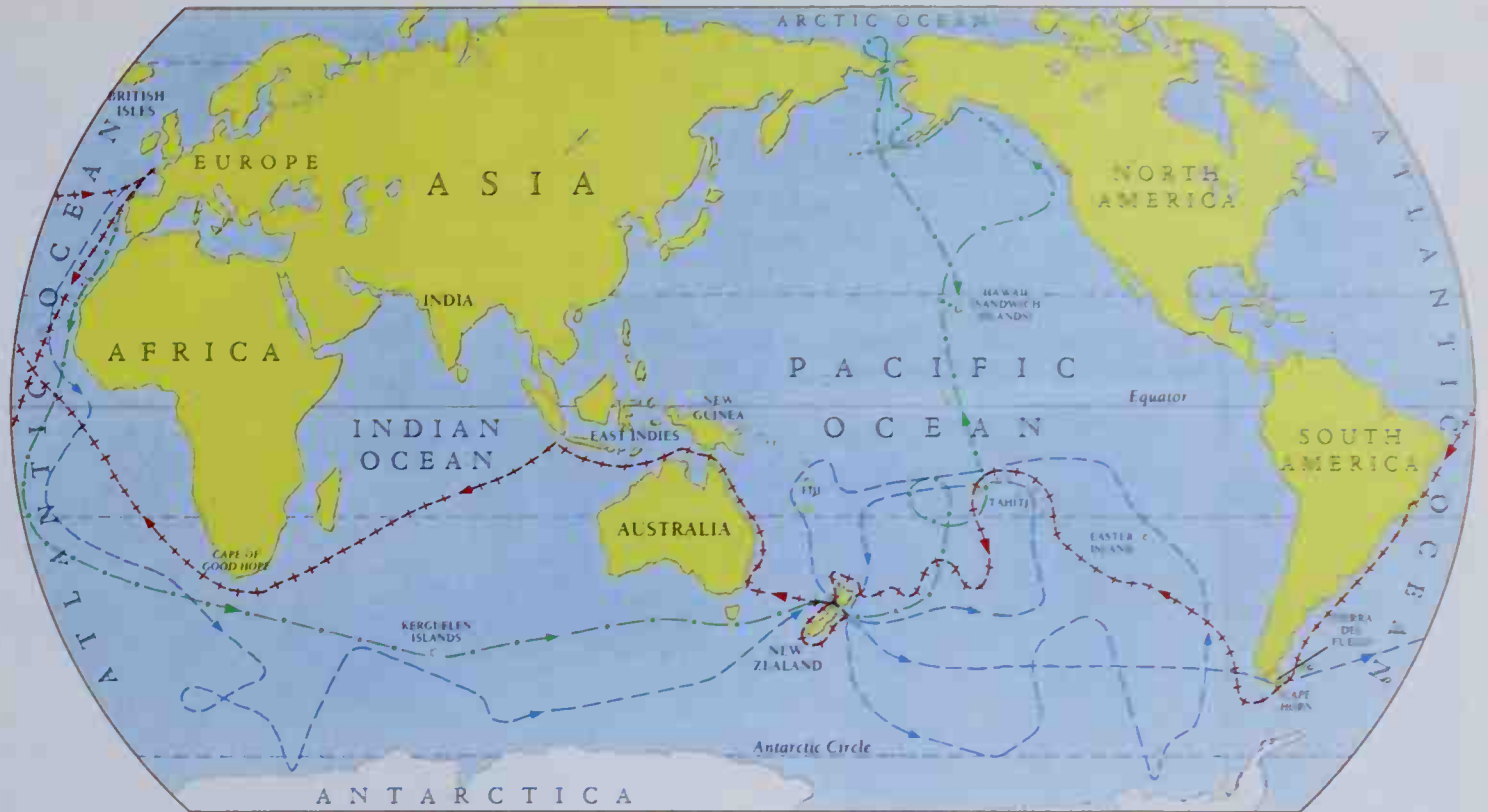 ARCTIC OCEAN
BRITISH
ISLES
EUROPE
ASIA
NORTH
AMERICA
ATLANTIC OCEAN
ATLANTIC OCEAN
INDIA
HAWAII
SANDWICH
ISLANDS
AFRICA
PACIFIC
OCEAN
Equator
NEW
GUINEA
EAST INDIES
INDIAN
OCEAN
SOUTH
AMERICA
FIJI
TAHITI
AUSTRALIA
EASTER
ISLAND
CAPE OF
GOOD HOPE
KERGUELEN
ISLANDS
NEW
ZEALAND
TIERRA
DEL
CAPE
HORN
Antarctic Circle
ANTARCTICA